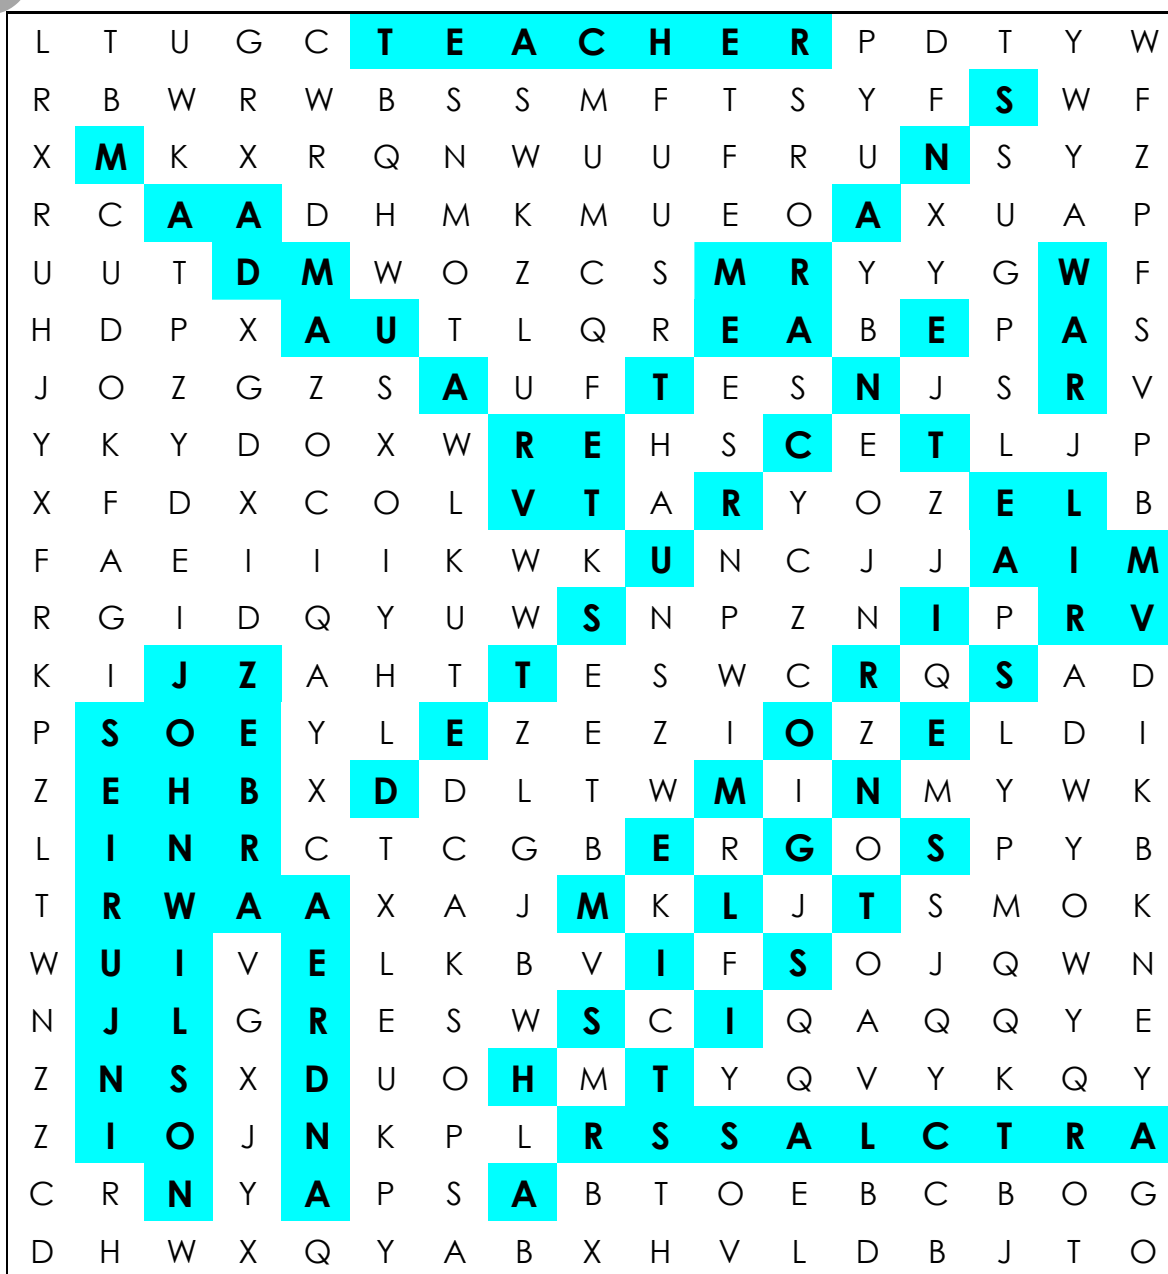 L T U G C T E A C H E R P D T Y W
R B W R W B S S M F T S Y F S W F
X M K X R Q N W U U F R U N S Y Z
R C A A D H M K M U E O A X U A P
U U T D M W O Z C S M R Y Y G W F
H D P X A U T L Q R E A B E P A S
J O Z G Z S A U F T E S N J S R V
Y K Y D O X W R E H S C E T L J P
X F D X C O L V T A R Y O Z E L B
F A E I I I K W K U N C J J A I M
R G I D Q Y U W S N P Z N I P R V
K I J Z A H T T E S W C R Q S A D
P S O E Y L E Z E Z I O Z E L D I
Z E H B X D D L T W M I N M Y W K
L I N R C T C G B E R G O S P Y B
T R W A A X A J M K L J T S M O K
W U I V E L K B V I F S O J Q W N
N J L G R E S W S C I Q A Q Q Y E
Z N S X D U O H M T Y Q V Y K Q Y
Z I O J N K P L R S S A L C T R A
C R N Y A P S A B T O E B C B O G
D H W X Q Y A B X H V L D B J T O